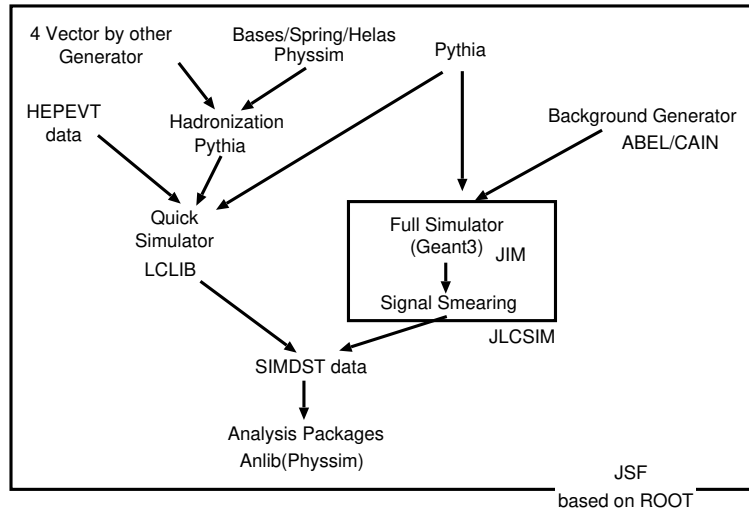 4 Vector by other
Generator
Bases/Spring/Helas
Physsim
Pythia
HEPEVT
data
Hadronization
Pythia
Background Generator
ABEL/CAIN
Quick
Simulator
LCLIB
Full Simulator
(Geant3)
JIM
Signal Smearing
JLCSIM
SIMDST data
Analysis Packages
Anlib(Physsim)
JSF
based on ROOT